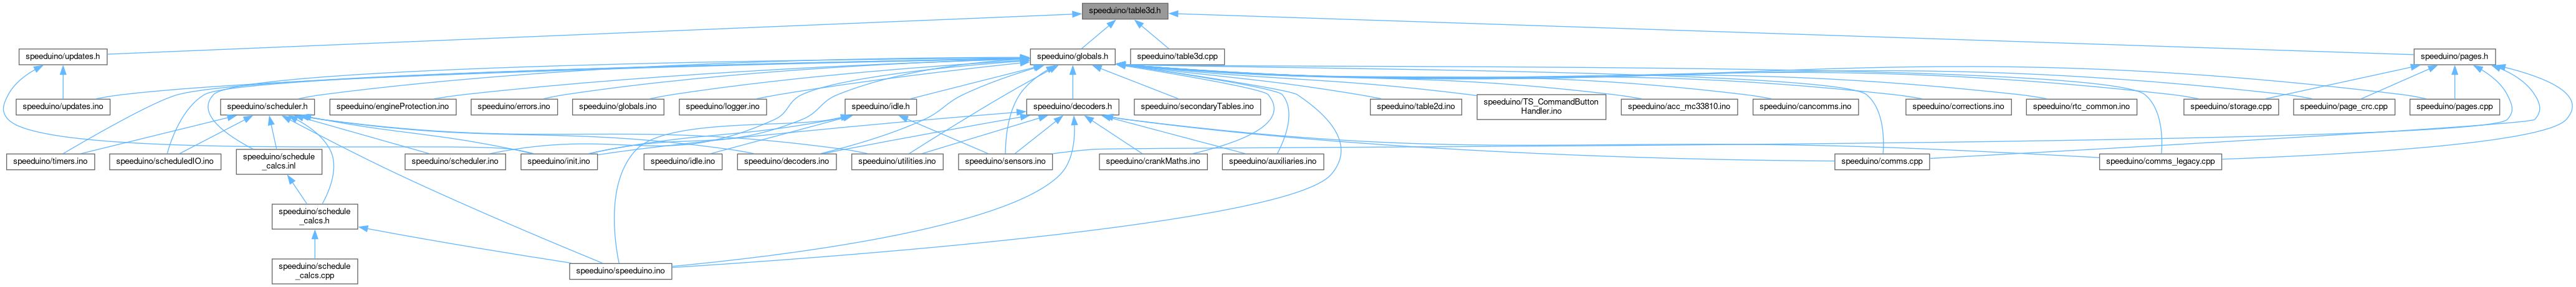 speeduino/table3d.h
speeduino/updates.h
speeduino/globals.h
speeduino/table3d.cpp
speeduino/pages.h
speeduino/updates.ino
speeduino/scheduler.h
speeduino/engineProtection.ino
speeduino/errors.ino
speeduino/globals.ino
speeduino/logger.ino
speeduino/idle.h
speeduino/decoders.h
speeduino/secondaryTables.ino
speeduino/table2d.ino
speeduino/TS_CommandButton
Handler.ino
speeduino/acc_mc33810.ino
speeduino/cancomms.ino
speeduino/corrections.ino
speeduino/rtc_common.ino
speeduino/storage.cpp
speeduino/page_crc.cpp
speeduino/pages.cpp
speeduino/timers.ino
speeduino/scheduledIO.ino
speeduino/schedule
_calcs.inl
speeduino/scheduler.ino
speeduino/init.ino
speeduino/idle.ino
speeduino/decoders.ino
speeduino/utilities.ino
speeduino/sensors.ino
speeduino/crankMaths.ino
speeduino/auxiliaries.ino
speeduino/comms.cpp
speeduino/comms_legacy.cpp
speeduino/schedule
_calcs.h
speeduino/schedule
_calcs.cpp
speeduino/speeduino.ino